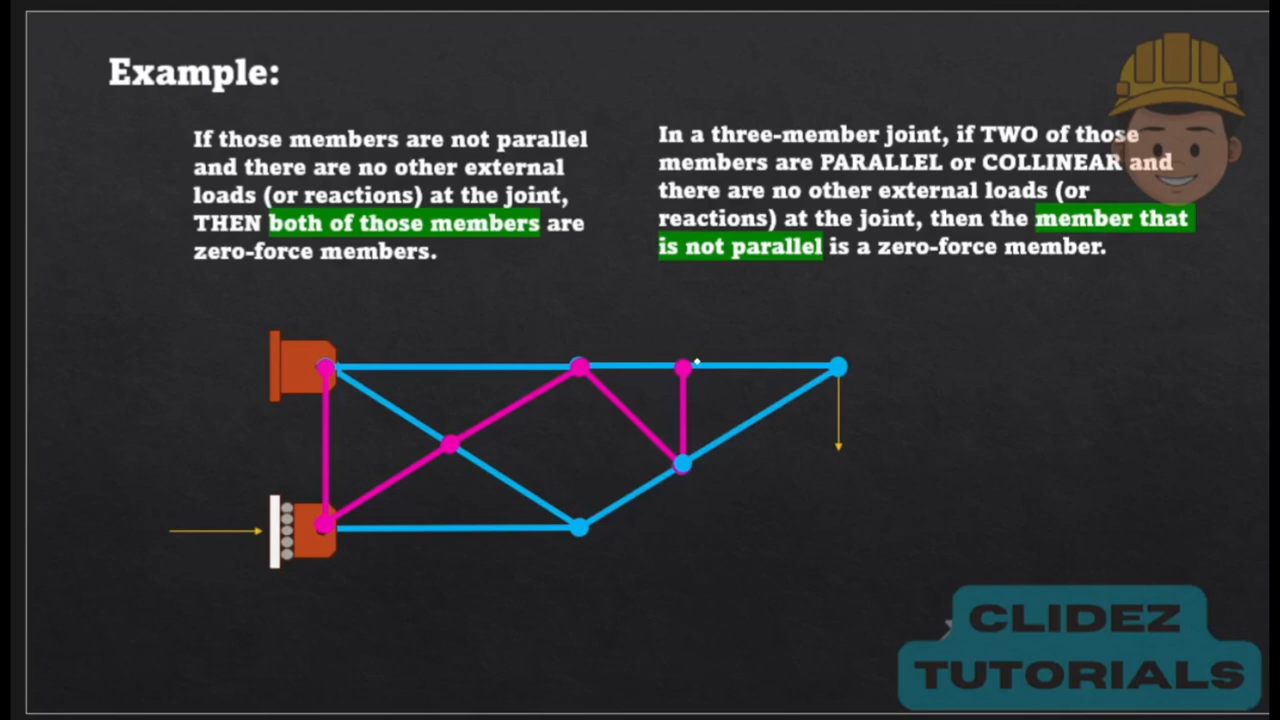 Example:
If those members are not parallel
and there are no other external
loads (or reactions) at the joint,
THEN both of those members are
zero-force members.
In a three-member joint, if TWO of those
members are PARALLEL or COLLINEAR and
there are no other external loads (or
reactions) at the joint, then the member that
is not parallel is a zero-force member.
CLIDEZ
TUTORIALS